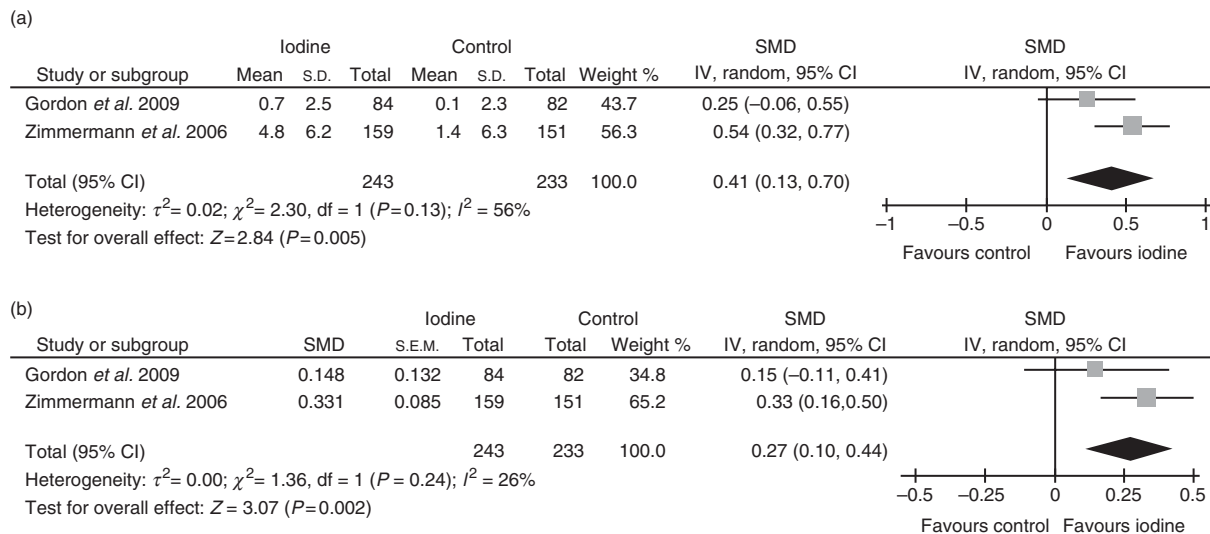 (a)
Iodine Control SMD SMD
Study or subgroup Mean S.D. Total Mean S.D. Total Weight % IV, random, 95% CI IV, random, 95% CI
Gordon et al. 2009 0.7 2.5 84 0.1 2.3 82 43.7 0.25 (–0.06, 0.55)
Zimmermann et al. 2006 4.8 6.2 159 1.4 6.3 151 56.3 0.54 (0.32, 0.77)
Total (95% CI) 243 233 100.0 0.41 (0.13, 0.70)
Heterogeneity: τ²= 0.02; χ²= 2.30, df = 1 (P=0.13); I² = 56%
Test for overall effect: Z=2.84 (P=0.005)
–1 –0.5 0 0.5 1
Favours control Favours iodine
(b)
Iodine Control SMD SMD
Study or subgroup SMD S.E.M. Total Total Weight % IV, random, 95% CI IV, random, 95% CI
Gordon et al. 2009 0.148 0.132 84 82 34.8 0.15 (–0.11, 0.41)
Zimmermann et al. 2006 0.331 0.085 159 151 65.2 0.33 (0.16,0.50)
Total (95% CI) 243 233 100.0 0.27 (0.10, 0.44)
Heterogeneity: τ²= 0.00; χ²= 1.36, df = 1 (P = 0.24); I² = 26%
Test for overall effect: Z = 3.07 (P=0.002)
–0.5 –0.25 0 0.25 0.5
Favours control Favours iodine